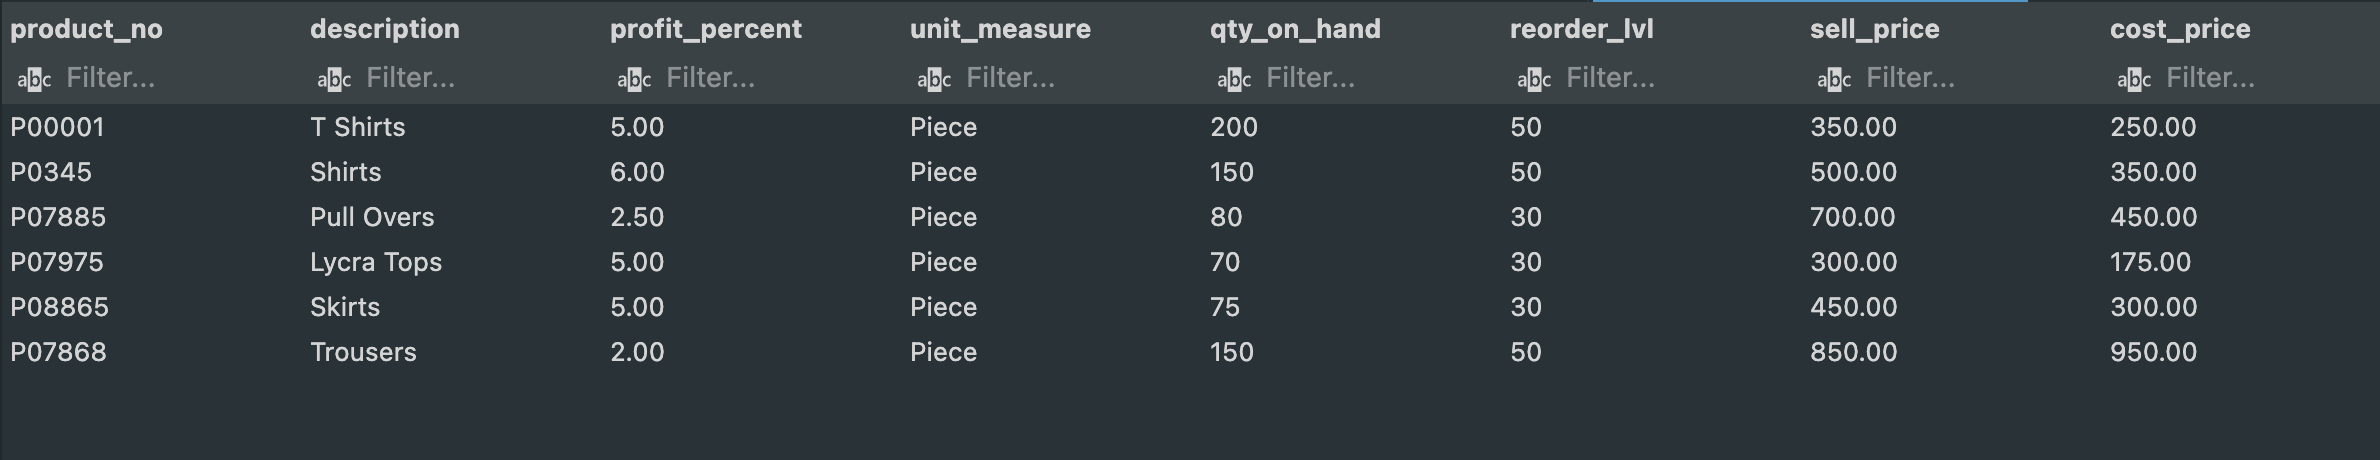 product_no description profit_percent unit_measure qty_on_hand reorder_lvl sell_price cost_price
abc Filter... abc Filter... abc Filter... abc Filter... abc Filter... abc Filter... abc Filter... abc Filter...
P00001 T Shirts 5.00 Piece 200 50 350.00 250.00
P0345 Shirts 6.00 Piece 150 50 500.00 350.00
P07885 Pull Overs 2.50 Piece 80 30 700.00 450.00
P07975 Lycra Tops 5.00 Piece 70 30 300.00 175.00
P08865 Skirts 5.00 Piece 75 30 450.00 300.00
P07868 Trousers 2.00 Piece 150 50 850.00 950.00